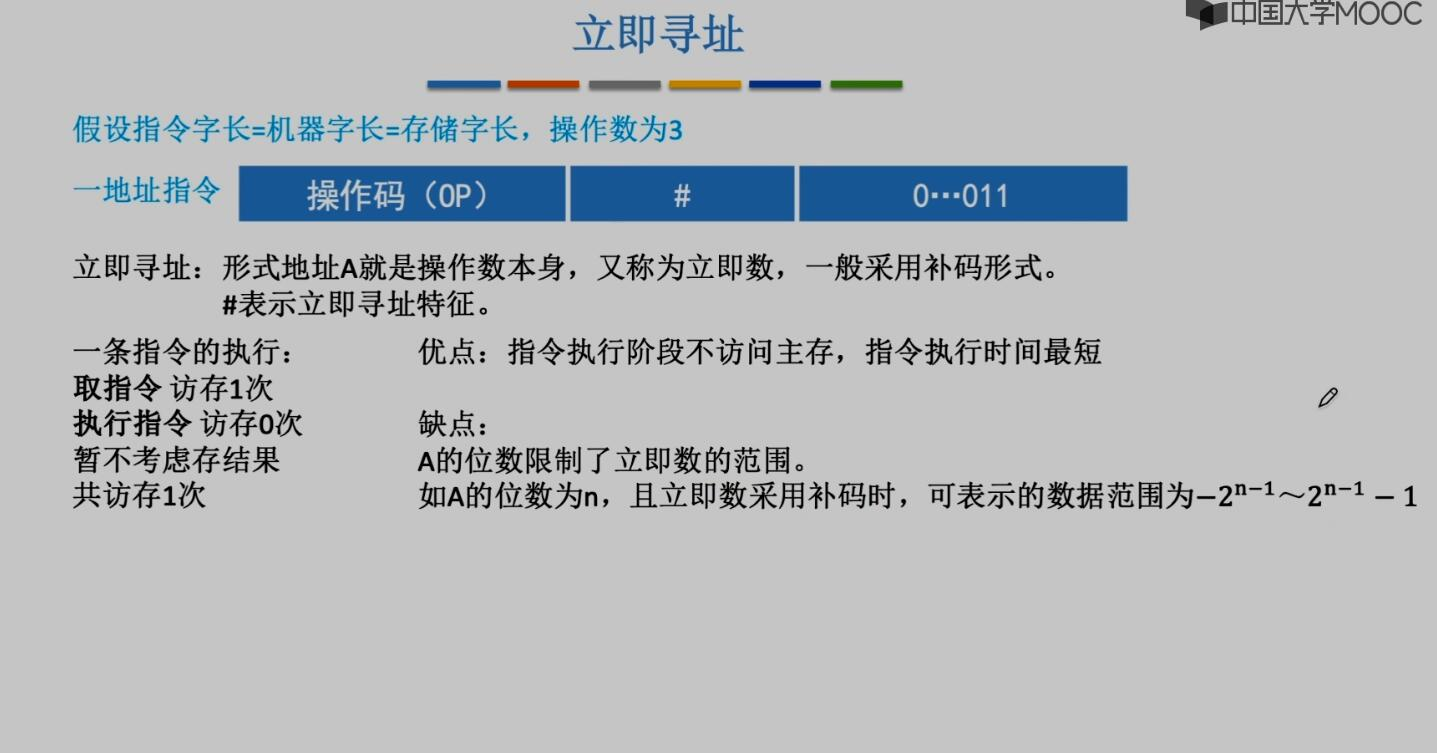 中国大学MOOC
立即寻址
假设指令字长=机器字长=存储字长，操作数为3
一地址指令 操作码（OP） # 0…011
立即寻址：形式地址A就是操作数本身，又称为立即数，一般采用补码形式。
#表示立即寻址特征。
一条指令的执行： 优点：指令执行阶段不访问主存，指令执行时间最短
取指令 访存1次
执行指令 访存0次 缺点：
暂不考虑存结果 A的位数限制了立即数的范围。
共访存1次 如A的位数为n，且立即数采用补码时，可表示的数据范围为−2ⁿ⁻¹～2ⁿ⁻¹ − 1